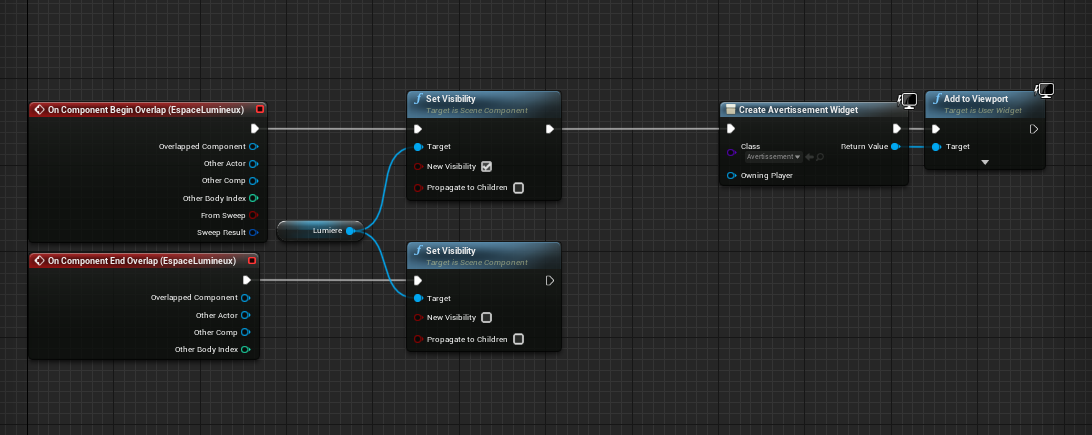 On Component Begin Overlap (EspaceLumineux)
Overlapped Component
Other Actor
Other Comp
Other Body Index
From Sweep
Sweep Result
On Component End Overlap (EspaceLumineux)
Overlapped Component
Other Actor
Other Comp
Other Body Index
Lumiere
Set Visibility
Target is Scene Component
Target
New Visibility
Propagate to Children
Set Visibility
Target is Scene Component
Target
New Visibility
Propagate to Children
Create Avertissement Widget
Class
Avertissement
Return Value
Owning Player
Add to Viewport
Target is User Widget
Target